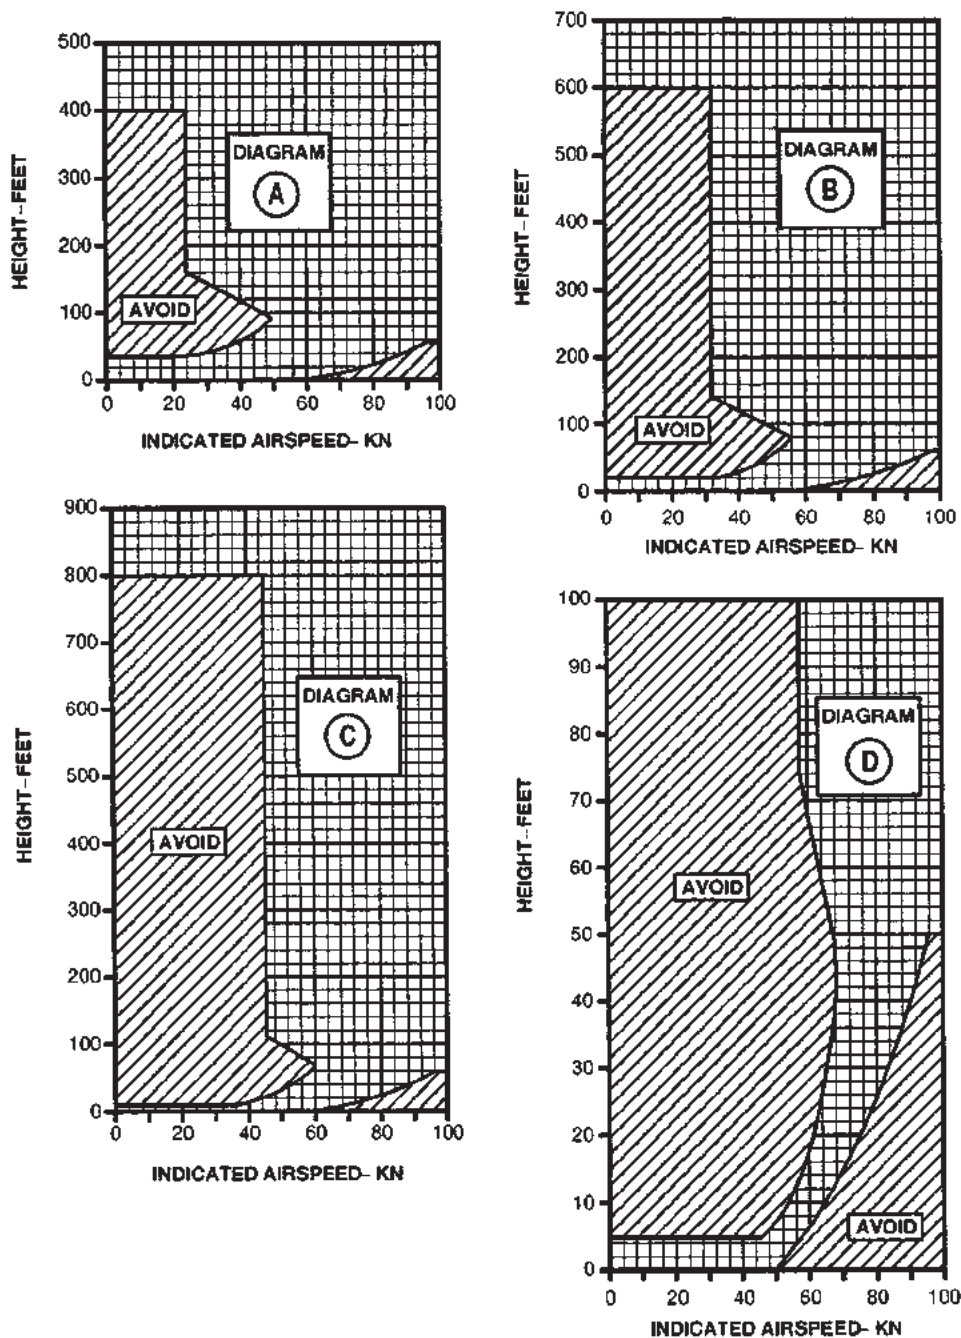 500
400
300
200
100
0
HEIGHT-FEET
DIAGRAM
A
AVOID
0 20 40 60 80 100
INDICATED AIRSPEED- KN
700
600
500
400
300
200
100
0
HEIGHT-FEET
DIAGRAM
B
AVOID
0 20 40 60 80 100
INDICATED AIRSPEED- KN
900
800
700
600
500
400
300
200
100
0
HEIGHT-FEET
DIAGRAM
C
AVOID
0 20 40 60 80 100
INDICATED AIRSPEED- KN
100
90
80
70
60
50
40
30
20
10
0
HEIGHT-FEET
DIAGRAM
D
AVOID
AVOID
0 20 40 60 80 100
INDICATED AIRSPEED- KN